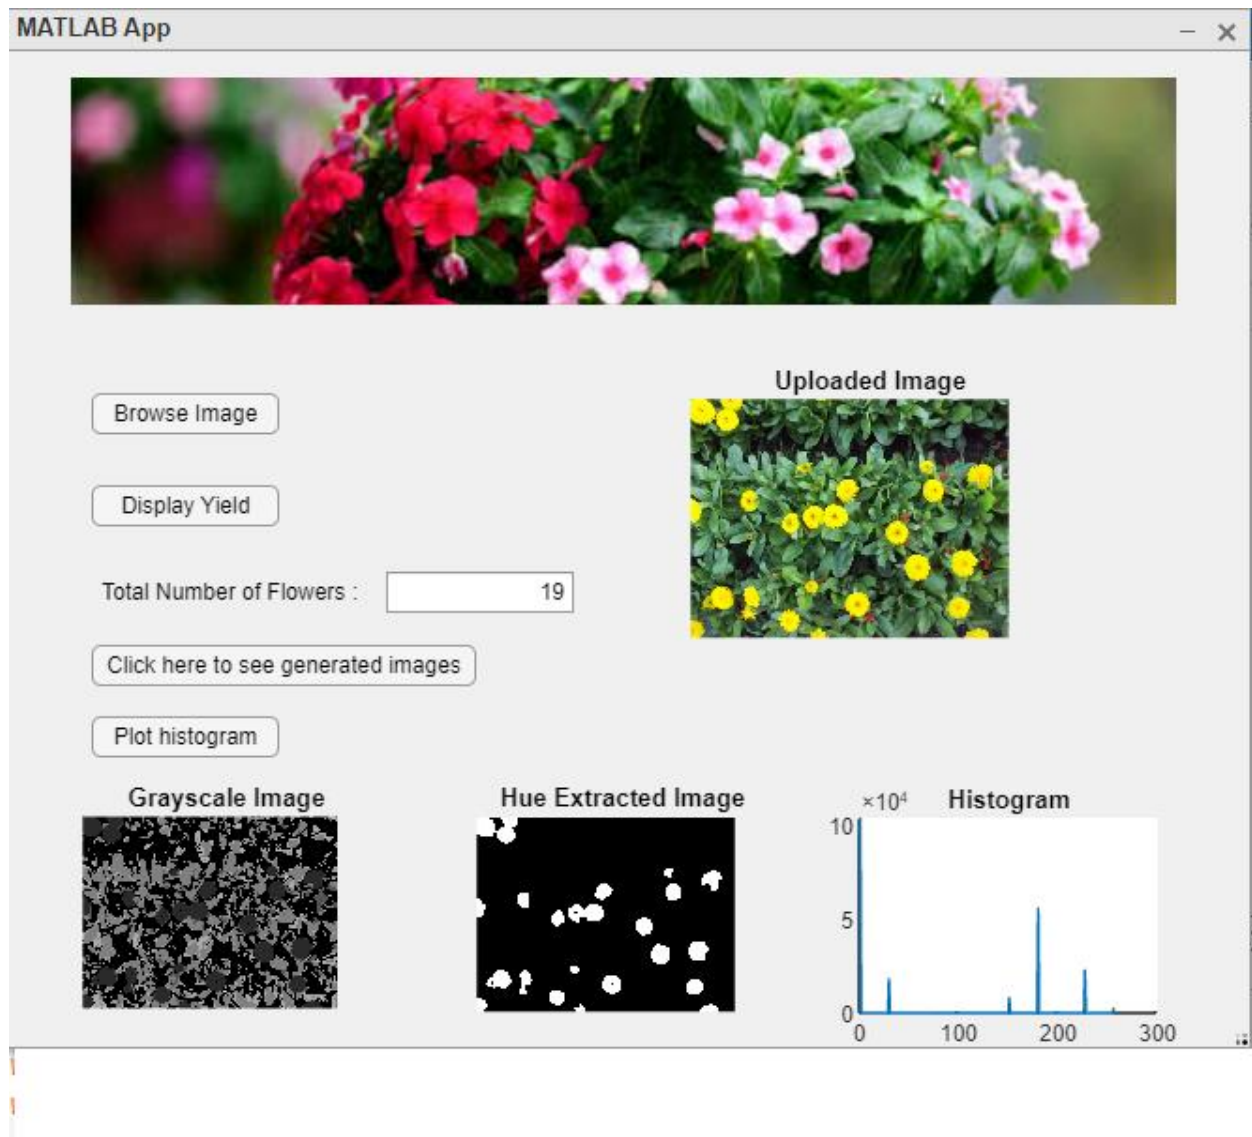 MATLAB App
Uploaded Image
Browse Image
Display Yield
Total Number of Flowers : 19
Click here to see generated images
Plot histogram
Grayscale Image
Hue Extracted Image
×10⁴ Histogram
10
5
0
0 100 200 300